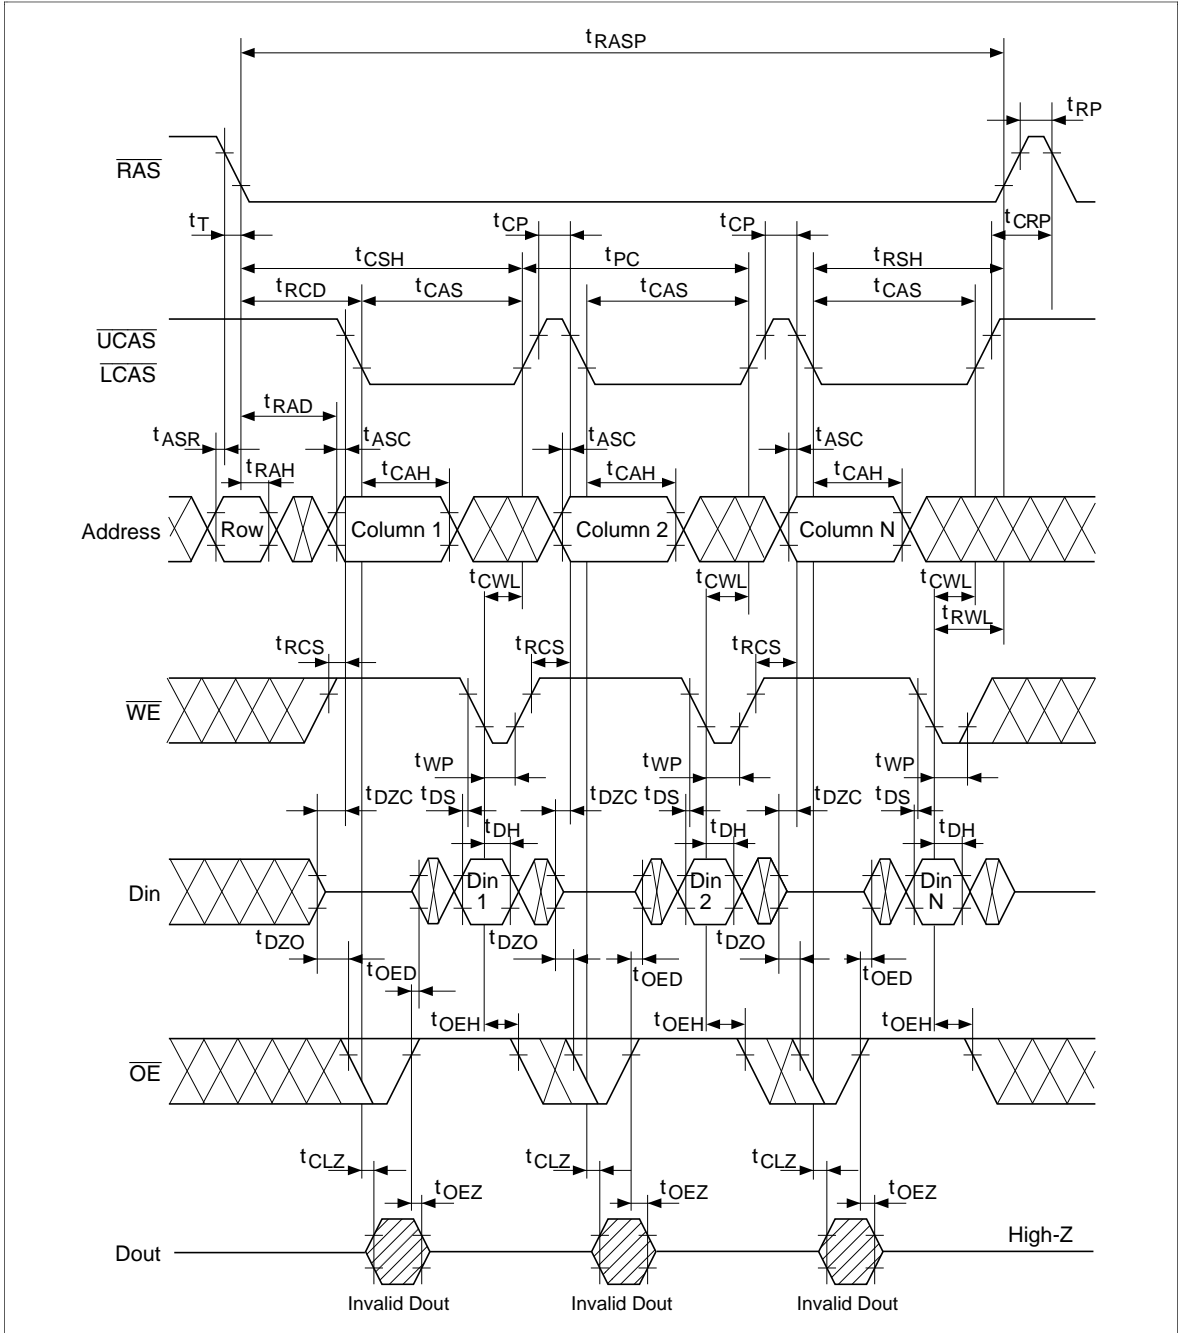 tRASP
tRP
RAS
tT tCP tCP tCRP
tCSH tPC tRSH
tRCD tCAS tCAS tCAS
UCAS
LCAS
tRAD
tASR tASC tASC tASC
tRAH tCAH tCAH tCAH
Address Row Column 1 Column 2 Column N
tCWL tCWL tCWL
tRWL
tRCS tRCS tRCS
WE
tWP tWP tWP
tDZC tDS tDZC tDS tDZC tDS
tDH tDH tDH
Din Din 1 Din 2 Din N
tDZO tDZO tDZO
tOED tOED tOED
tOEH tOEH tOEH
OE
tCLZ tCLZ tCLZ
tOEZ tOEZ tOEZ
Dout High-Z
Invalid Dout Invalid Dout Invalid Dout